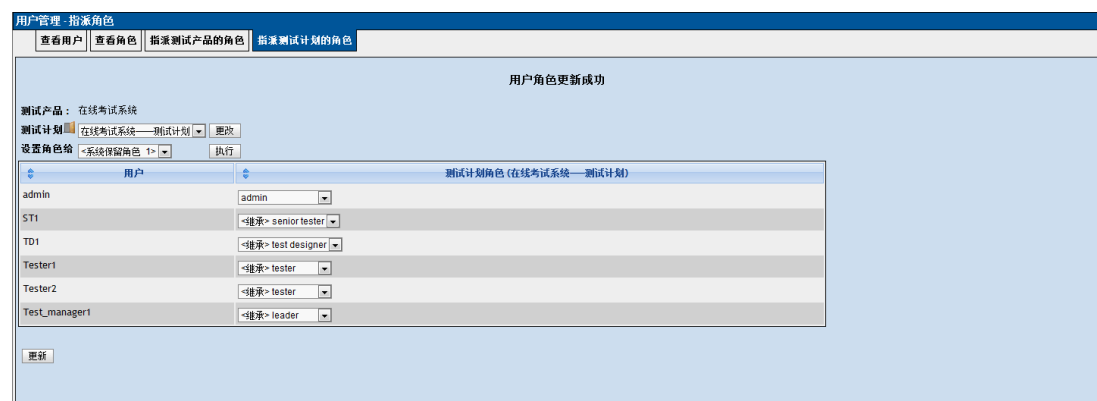 用户管理 - 指派角色
查看用户 查看角色 指派测试产品的角色 指派测试计划的角色
用户角色更新成功
测试产品： 在线考试系统
测试计划 在线考试系统——测试计划 更改
设置角色给 <系统保留角色 1> 执行
用户 测试计划角色 (在线考试系统——测试计划)
admin admin
ST1 <继承> senior tester
TD1 <继承> test designer
Tester1 <继承> tester
Tester2 <继承> tester
Test_manager1 <继承> leader
更新